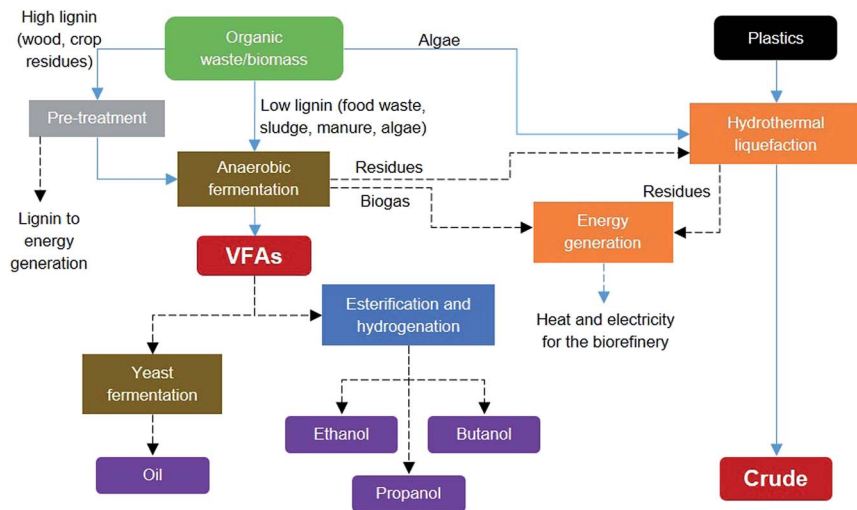 High lignin
(wood, crop
residues)
Organic
waste/biomass
Algae
Plastics
Pre-treatment
Low lignin (food waste,
sludge, manure, algae)
Hydrothermal
liquefaction
Anaerobic
fermentation
Residues
Biogas
Residues
Lignin to
energy
generation
Energy
generation
VFAs
Esterification and
hydrogenation
Heat and electricity
for the biorefinery
Yeast
fermentation
Ethanol
Butanol
Oil
Propanol
Crude